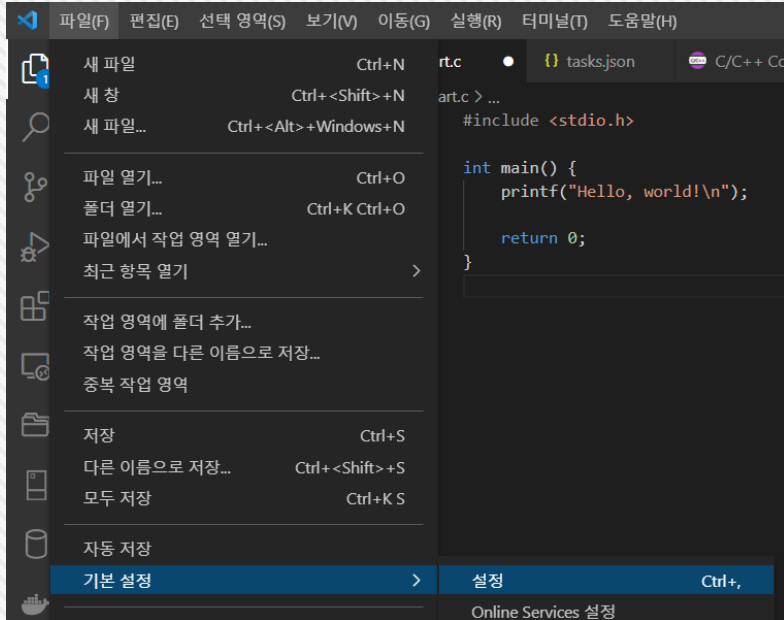 파일(F) 편집(E) 선택 영역(S) 보기(V) 이동(G) 실행(R) 터미널(T) 도움말(H)
새 파일 Ctrl+N
새 창 Ctrl+<Shift>+N
새 파일... Ctrl+<Alt>+Windows+N
파일 열기... Ctrl+O
폴더 열기... Ctrl+K Ctrl+O
파일에서 작업 영역 열기...
최근 항목 열기 >
작업 영역에 폴더 추가...
작업 영역을 다른 이름으로 저장...
중복 작업 영역
저장 Ctrl+S
다른 이름으로 저장... Ctrl+<Shift>+S
모두 저장 Ctrl+K S
자동 저장
기본 설정 >
설정 Ctrl+,
Online Services 설정
1
rt.c ● {} tasks.json C/C++ Co
art.c > ...
#include <stdio.h>
int main() {
printf("Hello, world!\n");
return 0;
}